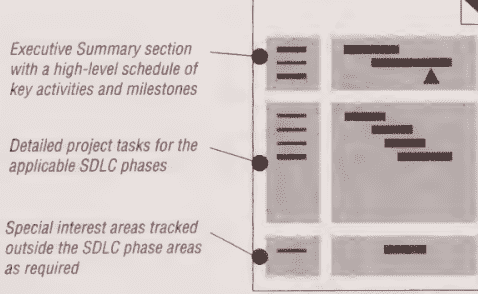 Executive Summary section
with a high-level schedule of
key activities and milestones
Detailed project tasks for the
applicable SDLC phases
Special interest areas tracked
outside the SDLC phase areas
as required